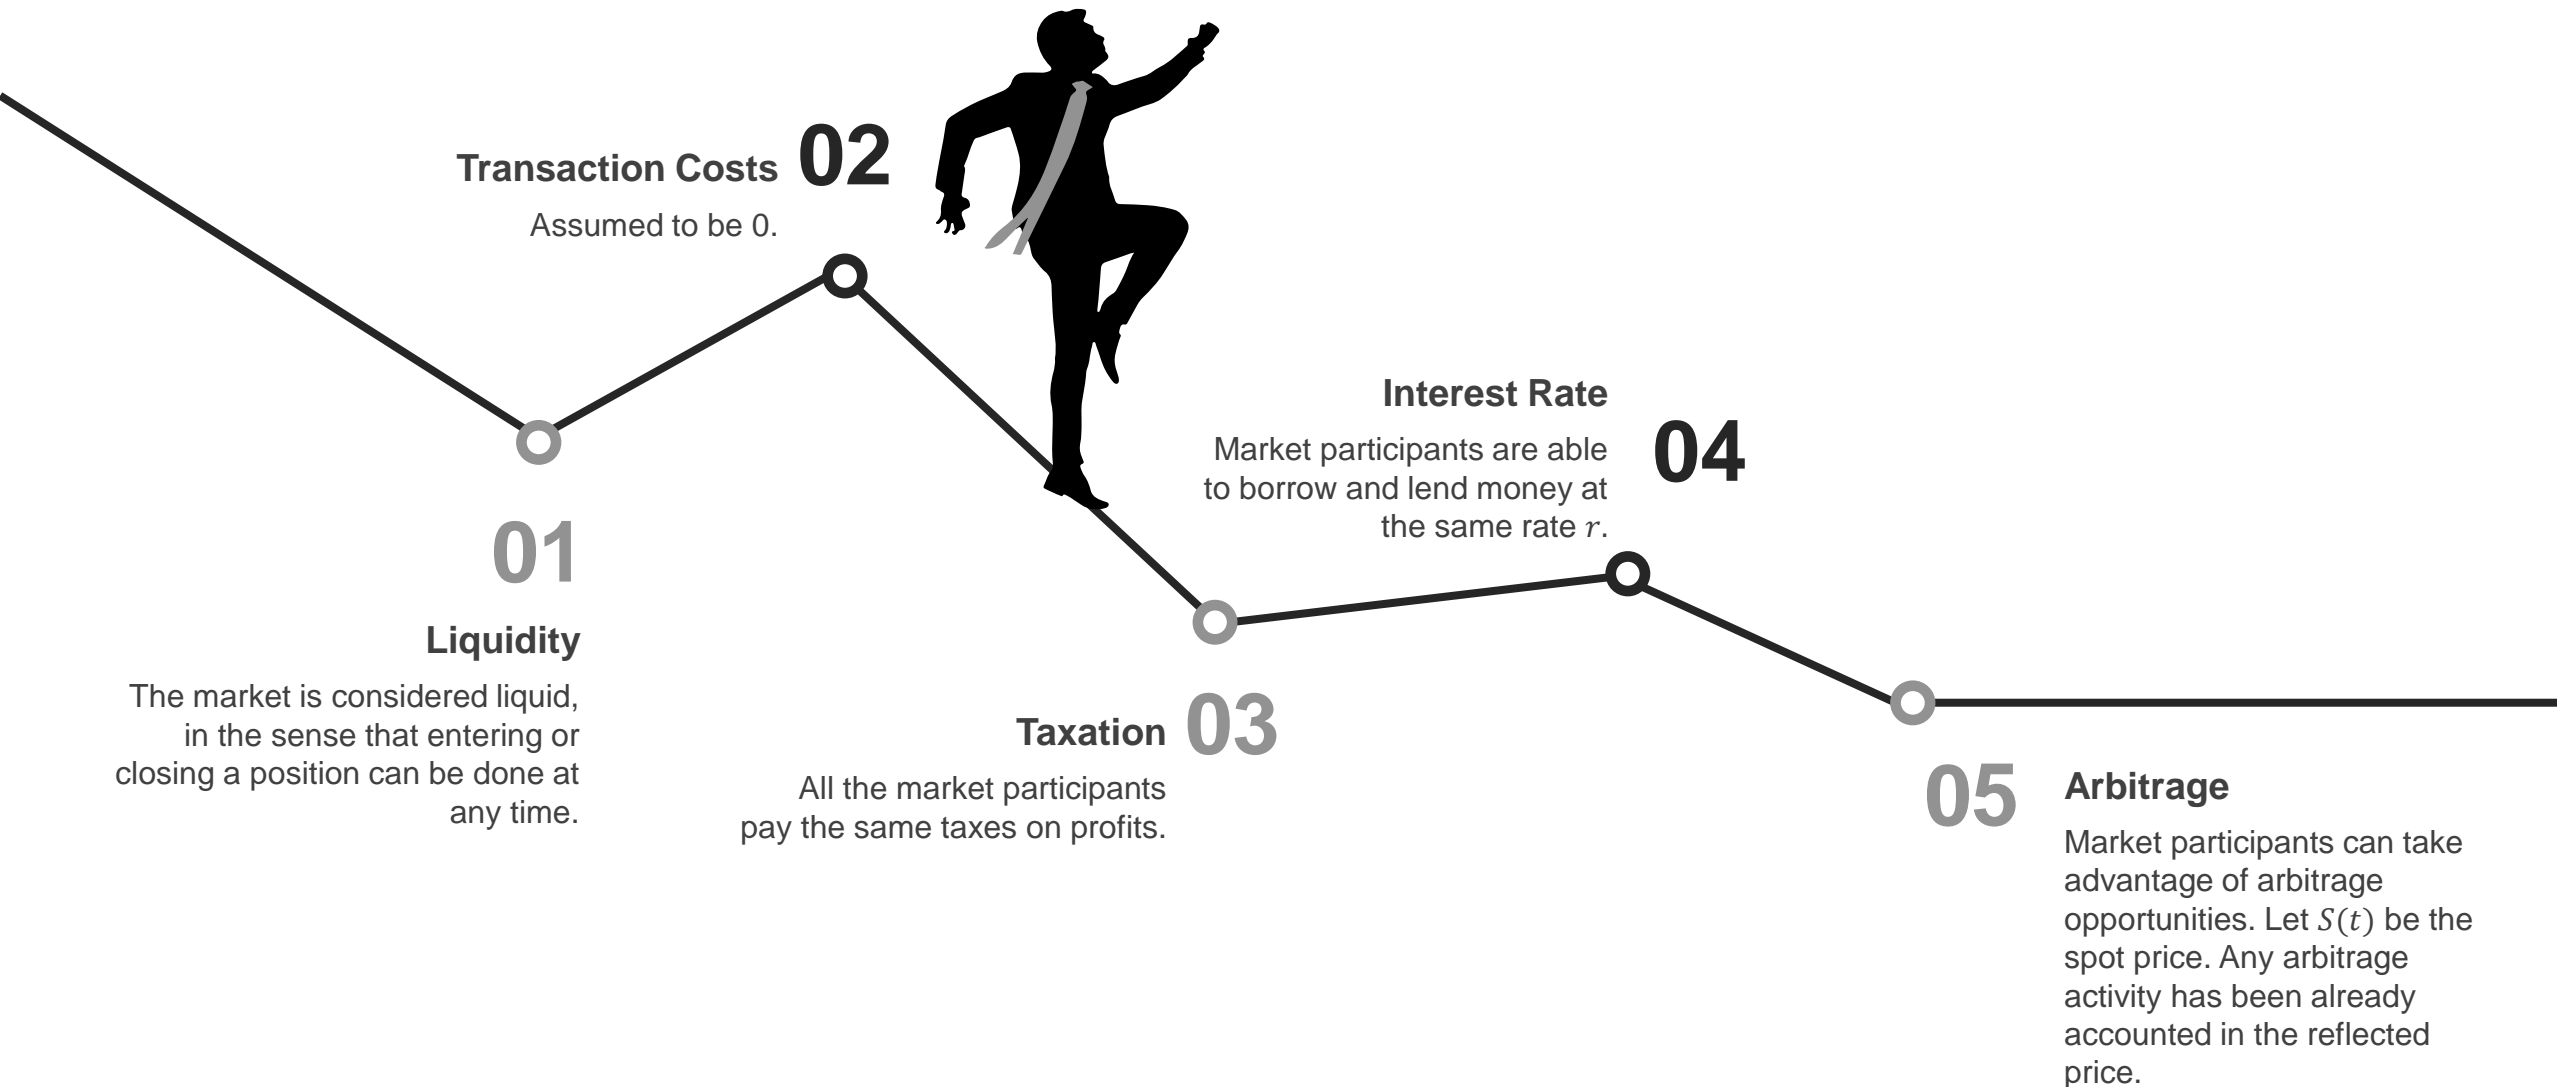 01
Liquidity
The market is considered liquid,
in the sense that entering or
closing a position can be done at
any time.
Transaction Costs 02
Assumed to be 0.
Taxation 03
All the market participants
pay the same taxes on profits.
Interest Rate
04
Market participants are able
to borrow and lend money at
the same rate r.
05 Arbitrage
Market participants can take
advantage of arbitrage
opportunities. Let S(t) be the
spot price. Any arbitrage
activity has been already
accounted in the reflected
price.